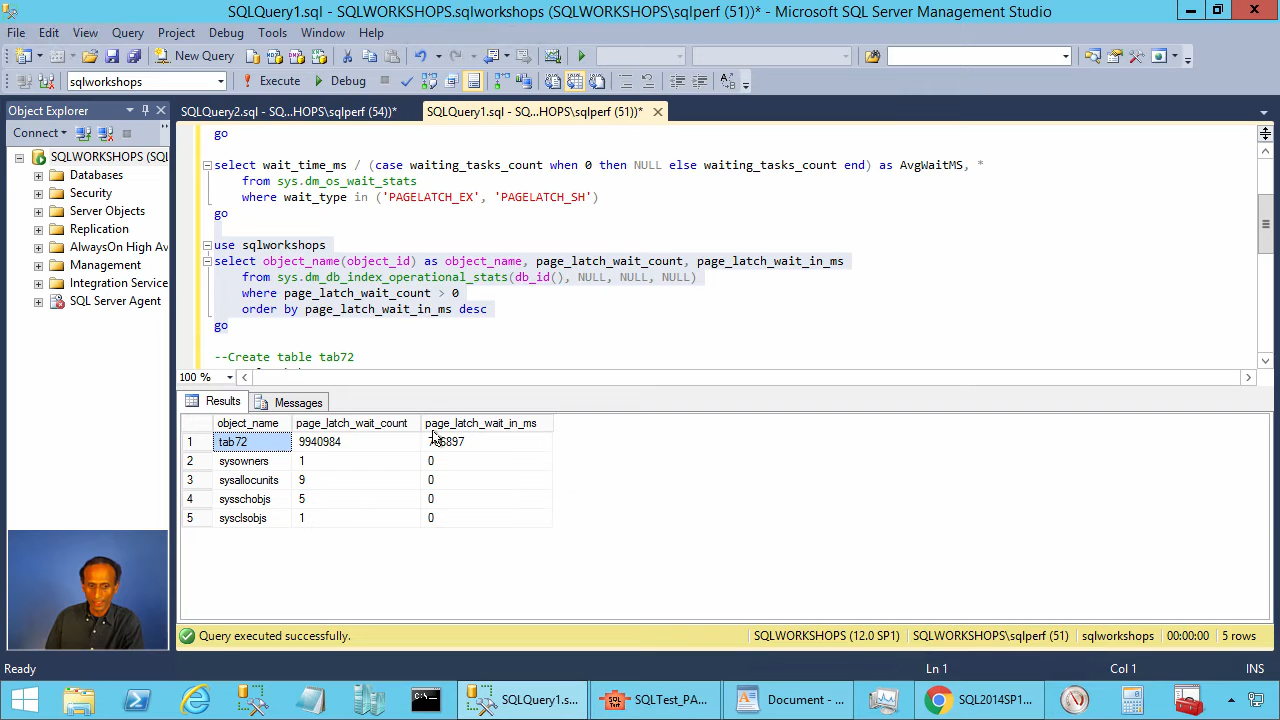 SQLQuery1.sql - SQLWORKSHOPS.sqlworkshops (SQLWORKSHOPS\sqlperf (51))* - Microsoft SQL Server Management Studio
File Edit View Query Project Debug Tools Window Help
New Query
sqlworkshops Execute Debug
Object Explorer
SQLQuery2.sql - SQ...HOPS\sqlperf (54))* SQLQuery1.sql - SQ...HOPS\sqlperf (51))*
Connect
SQLWORKSHOPS (SQL
Databases
Security
Server Objects
Replication
AlwaysOn High Av
Management
Integration Service
SQL Server Agent
go
select wait_time_ms / (case waiting_tasks_count when 0 then NULL else waiting_tasks_count end) as AvgWaitMS, *
from sys.dm_os_wait_stats
where wait_type in ('PAGELATCH_EX', 'PAGELATCH_SH')
go
use sqlworkshops
select object_name(object_id) as object_name, page_latch_wait_count, page_latch_wait_in_ms
from sys.dm_db_index_operational_stats(db_id(), NULL, NULL, NULL)
where page_latch_wait_count > 0
order by page_latch_wait_in_ms desc
go
--Create table tab72
100 %
Results Messages
object_name page_latch_wait_count page_latch_wait_in_ms
1 tab72 9940984
2 sysowners 1 0
3 sysallocunits 9 0
4 sysschobjs 5 0
5 sysclsobjs 1 0
Query executed successfully. SQLWORKSHOPS (12.0 SP1) SQLWORKSHOPS\sqlperf (51) sqlworkshops 00:00:00 5 rows
Ready Ln 1 Col 1 INS
SQLQuery1.s... SQLTest_PA... Document - ... SQL2014SP1...